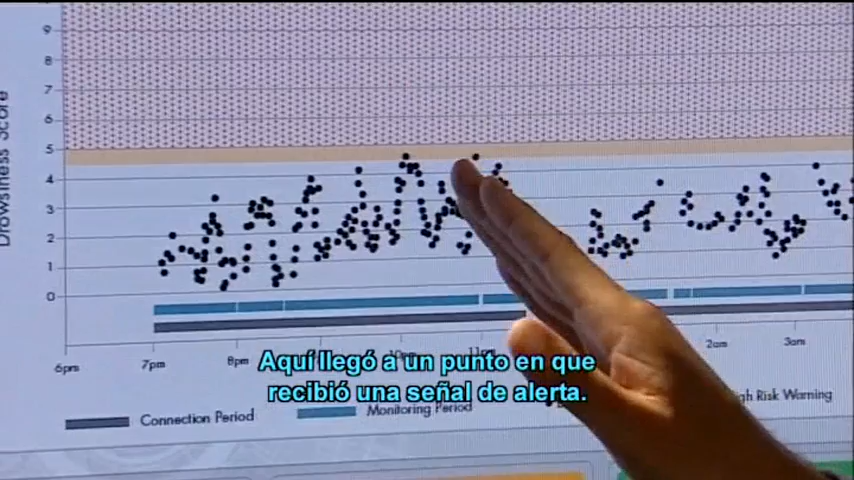 9
8
7
6
5
4
3
2
1
0
Drowsiness Score
6pm 7pm 8pm 2am 3am
Aquí llegó a un punto en que
recibió una señal de alerta.
Connection Period Monitoring Period High Risk Warning